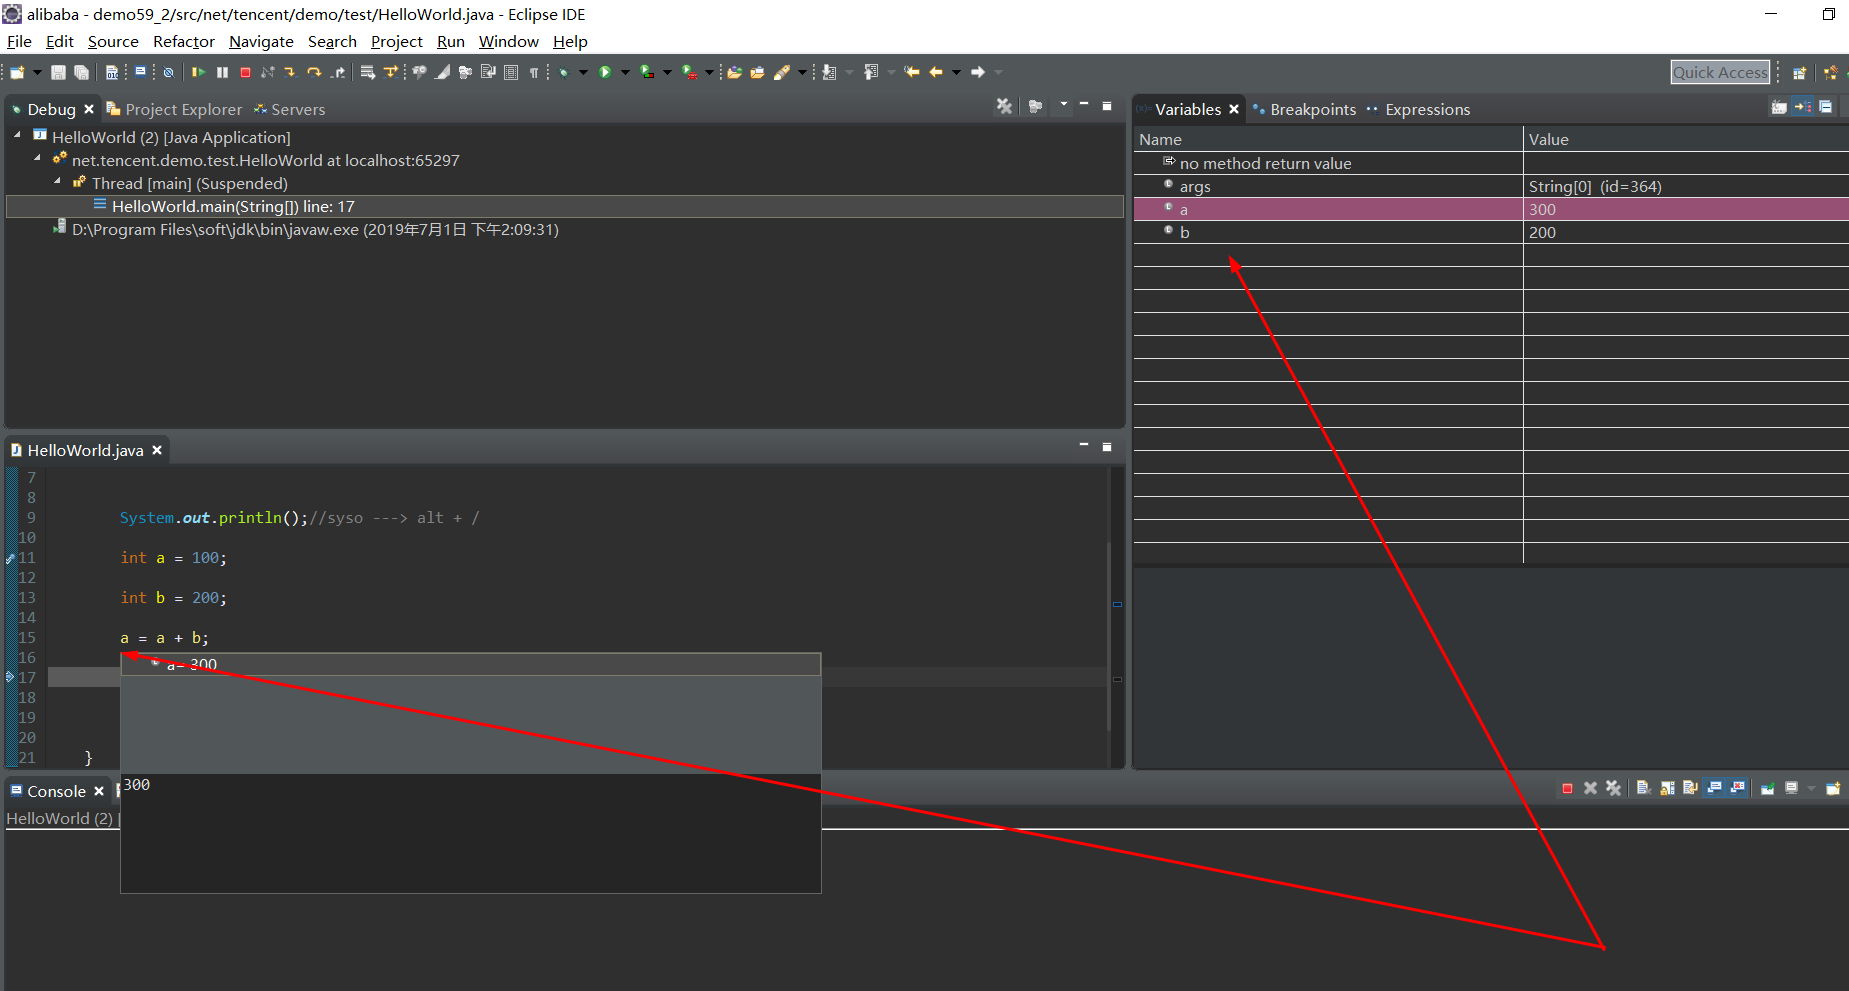 alibaba - demo59_2/src/net/tencent/demo/test/HelloWorld.java - Eclipse IDE
File Edit Source Refactor Navigate Search Project Run Window Help
Quick Access
Debug Project Explorer Servers
HelloWorld (2) [Java Application]
net.tencent.demo.test.HelloWorld at localhost:65297
Thread [main] (Suspended)
HelloWorld.main(String[]) line: 17
D:\Program Files\soft\jdk\bin\javaw.exe (2019年7月1日 下午2:09:31)
Variables Breakpoints Expressions
Name Value
no method return value
args String[0] (id=364)
a 300
b 200
HelloWorld.java
7
8
9 System.out.println();//syso ---> alt + /
10
11 int a = 100;
12
13 int b = 200;
14
15 a = a + b;
16
a= 300
17
18
19
20
21 }
300
Console
HelloWorld (2)